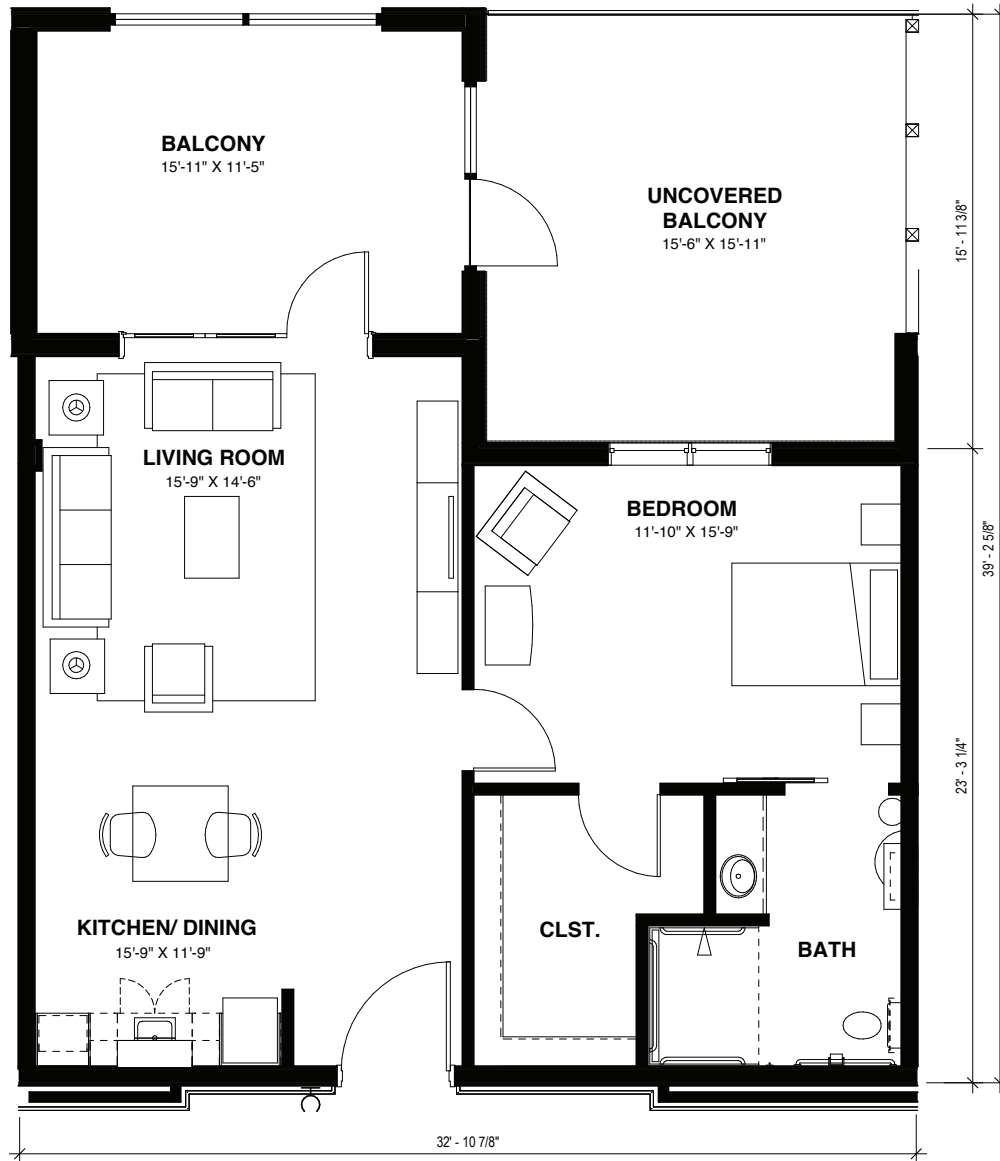 BALCONY
15'-11" X 11'-5"
UNCOVERED
BALCONY
15'-6" X 15'-11"
15' - 11 3/8"
LIVING ROOM
15'-9" X 14'-6"
BEDROOM
11'-10" X 15'-9"
39' - 2 5/8"
23' - 3 1/4"
KITCHEN/ DINING
15'-9" X 11'-9"
CLST.
BATH
32' - 10 7/8"